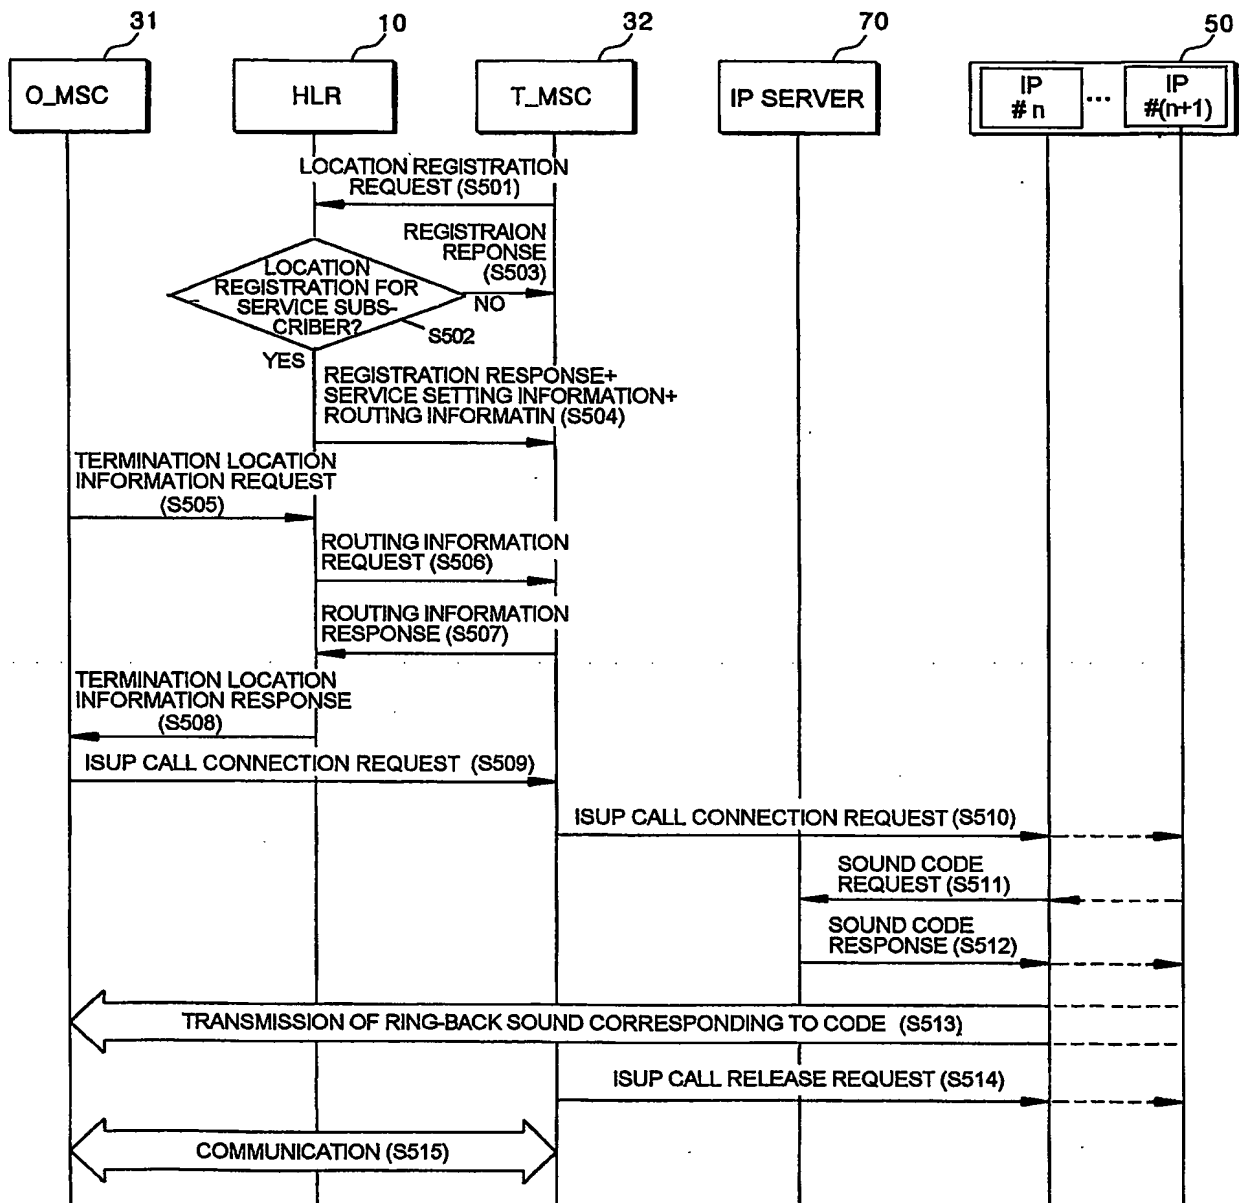 31
10
32
70
50
O_MSC
HLR
T_MSC
IP SERVER
IP
# n
...
IP
#(n+1)
LOCATION REGISTRATION
REQUEST (S501)
REGISTRAION
REPONSE
(S503)
LOCATION
REGISTRATION FOR
SERVICE SUBS-
CRIBER?
NO
S502
YES
REGISTRATION RESPONSE+
SERVICE SETTING INFORMATION+
ROUTING INFORMATIN (S504)
TERMINATION LOCATION
INFORMATION REQUEST
(S505)
ROUTING INFORMATION
REQUEST (S506)
ROUTING INFORMATION
RESPONSE (S507)
TERMINATION LOCATION
INFORMATION RESPONSE
(S508)
ISUP CALL CONNECTION REQUEST (S509)
ISUP CALL CONNECTION REQUEST (S510)
SOUND CODE
REQUEST (S511)
SOUND CODE
RESPONSE (S512)
TRANSMISSION OF RING-BACK SOUND CORRESPONDING TO CODE (S513)
ISUP CALL RELEASE REQUEST (S514)
COMMUNICATION (S515)